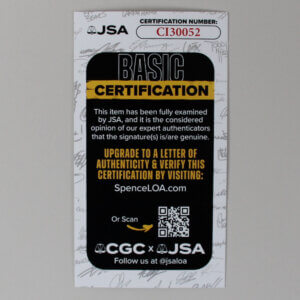 JSA
CERTIFICATION NUMBER:
CI30052
BASIC
CERTIFICATION
This item has been fully examined
by JSA, and it is the considered
opinion of our expert authenticators
that the signature(s) is/are genuine.
UPGRADE TO A LETTER OF
AUTHENTICITY & VERIFY THIS
CERTIFICATION BY VISITING:
SpenceLOA.com
Or Scan
CGC x JSA
Follow us at @jsaloa